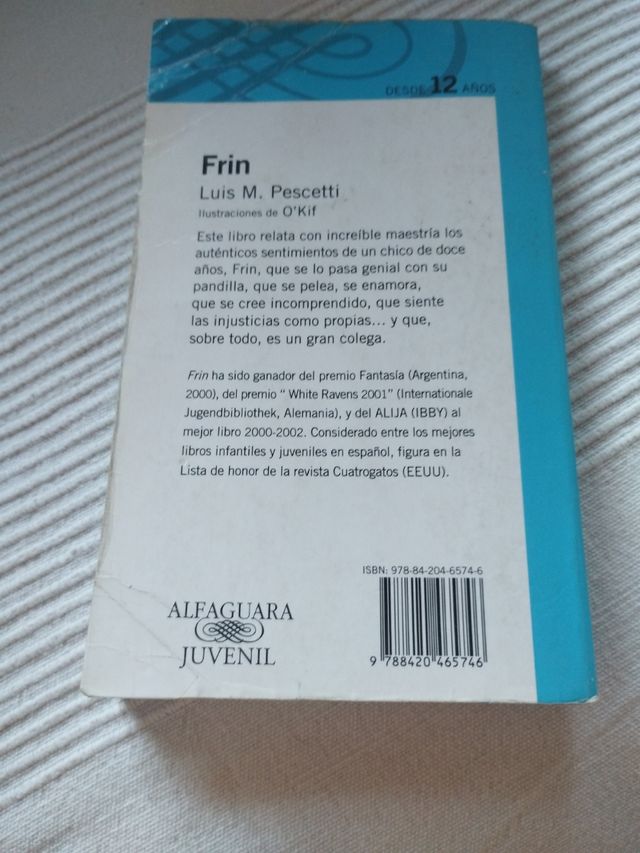 DESDE 12 AÑOS
Frin
Luis M. Pescetti
Ilustraciones de O'Kif
Este libro relata con increíble maestría los
auténticos sentimientos de un chico de doce
años, Frin, que se lo pasa genial con su
pandilla, que se pelea, se enamora,
que se cree incomprendido, que siente
las injusticias como propias... y que,
sobre todo, es un gran colega.
Frin ha sido ganador del premio Fantasía (Argentina,
2000), del premio " White Ravens 2001" (Internationale
Jugendbibliothek, Alemania), y del ALIJA (IBBY) al
mejor libro 2000-2002. Considerado entre los mejores
libros infantiles y juveniles en español, figura en la
Lista de honor de la revista Cuatrogatos (EEUU).
ISBN: 978-84-204-6574-6
ALFAGUARA
JUVENIL
9 788420 465746